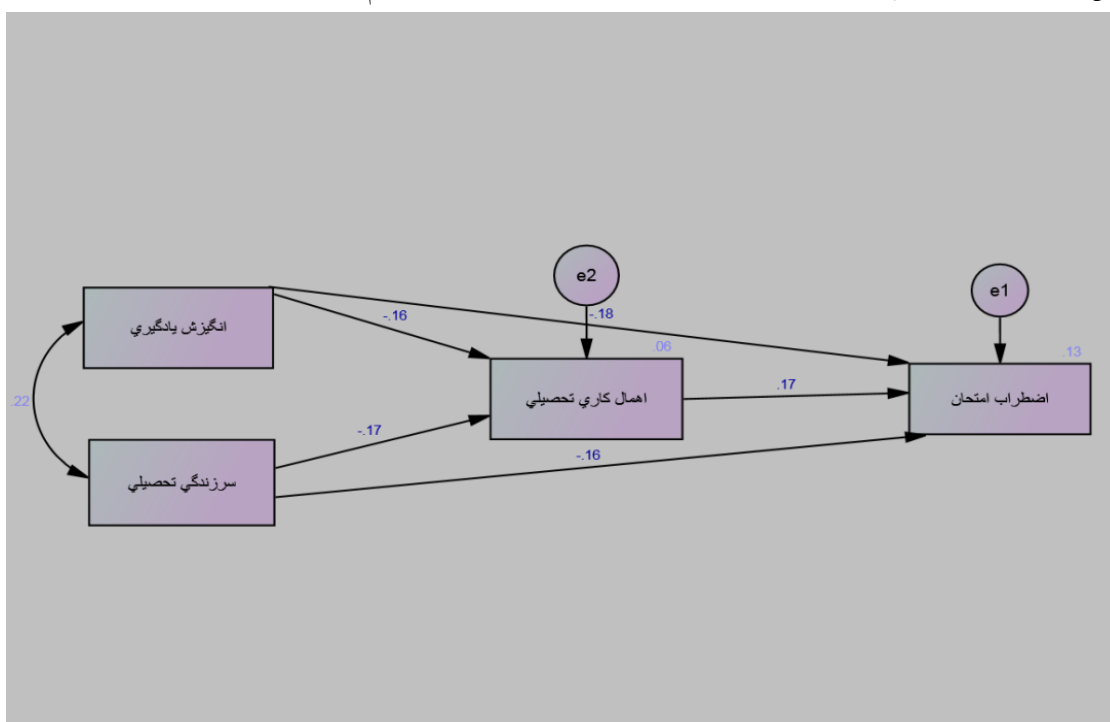 e2
e1
انگيزش يادگيري
-.16
-.18
.06
.13
.22
اهمال كاري تحصيلي
.17
اضطراب امتحان
-.17
-.16
سرزندگي تحصيلي